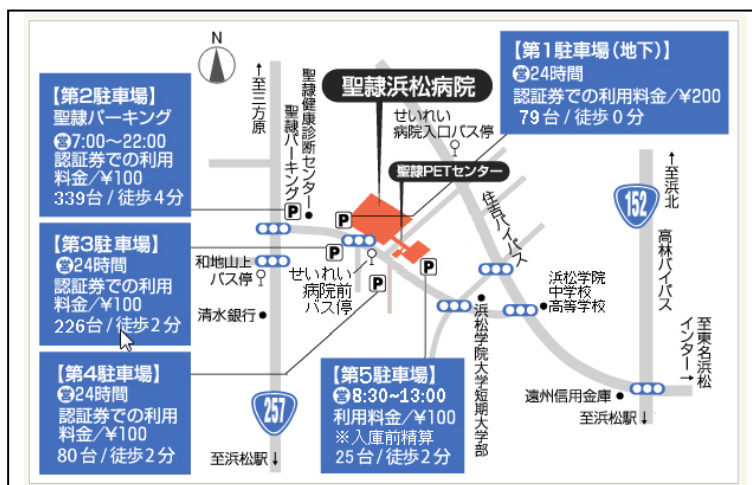 【第1駐車場(地下)】
営24時間
認証券での利用料金/¥200
79台/徒歩0分
N
【第2駐車場】
聖隷パーキング
営7:00〜22:00
認証券での利用
料金/¥100
339台/徒歩4分
↑至三方原
聖隷パーキング
聖隷健康診断センター
聖隷浜松病院
せいれい
病院入口バス停
聖隷PETセンター
住吉バイパス
152
↑至浜北
高林バイパス
P
P
P
P
P
【第3駐車場】
営24時間
認証券での利用
料金/¥100
226台/徒歩2分
和地山上
バス停
せいれい
病院前
バス停
清水銀行
浜松学院
中学校
高等学校
浜松学院大学短期大学部
至東名浜松
インター→
【第4駐車場】
営24時間
認証券での利用
料金/¥100
80台/徒歩2分
257
至浜松駅↓
【第5駐車場】
営8:30~13:00
利用料金/¥100
※入庫前精算
25台/徒歩2分
遠州信用金庫
至浜松駅↓